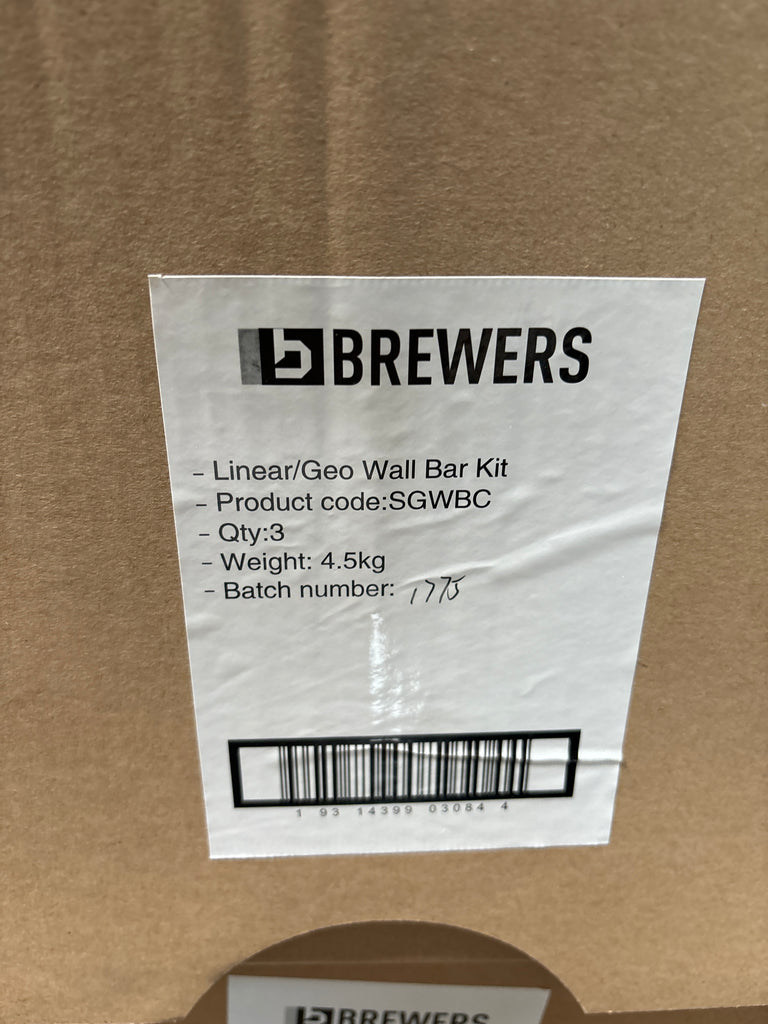 BREWERS
- Linear/Geo Wall Bar Kit
- Product code:SGWBC
- Qty:3
- Weight: 4.5kg
- Batch number: 1775
1 93 14399 03084 4
BREWERS